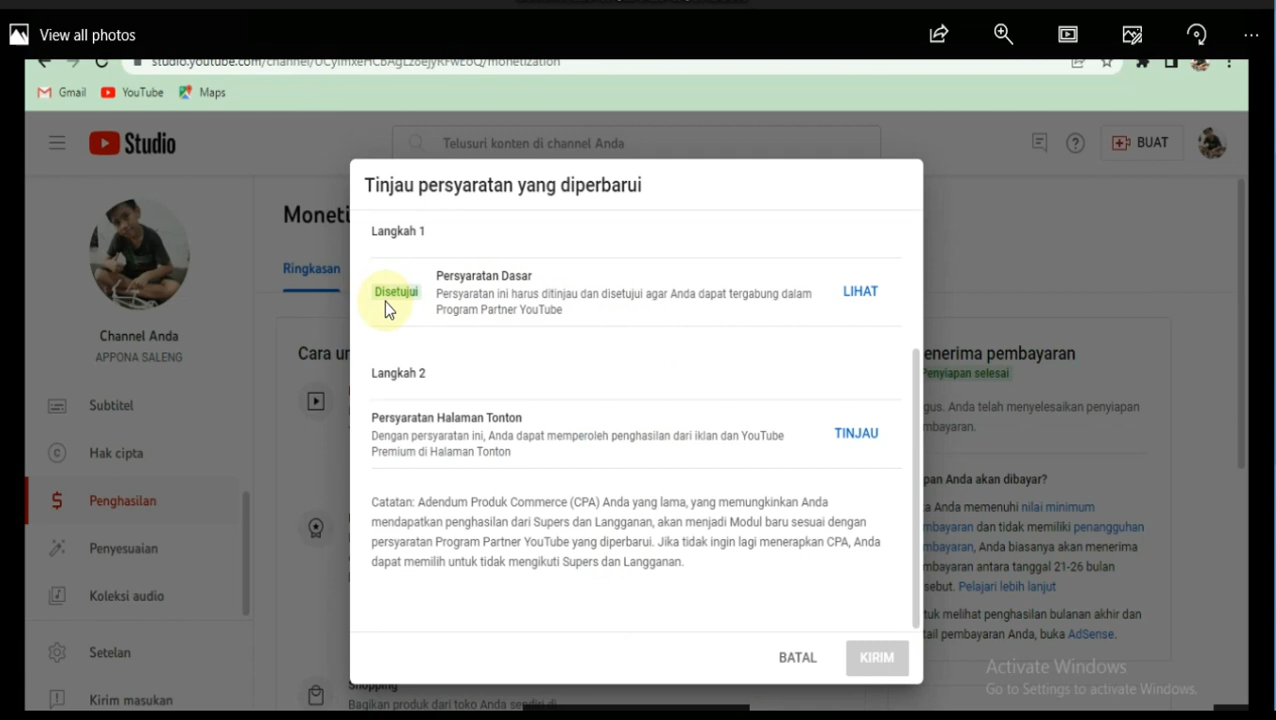 View all photos
Gmail YouTube Maps
Studio
Telusuri konten di channel Anda
BUAT
Channel Anda
APPONA SALENG
Subtitel
Hak cipta
Penghasilan
Penyesuaian
Koleksi audio
Setelan
Kirim masukan
Ringkasan
Tinjau persyaratan yang diperbarui
Langkah 1
Disetujui
Persyaratan Dasar
Persyaratan ini harus ditinjau dan disetujui agar Anda dapat tergabung dalam
Program Partner YouTube
LIHAT
Langkah 2
Persyaratan Halaman Tonton
Dengan persyaratan ini, Anda dapat memperoleh penghasilan dari iklan dan YouTube
Premium di Halaman Tonton
TINJAU
Catatan: Adendum Produk Commerce (CPA) Anda yang lama, yang memungkinkan Anda
mendapatkan penghasilan dari Supers dan Langganan, akan menjadi Modul baru sesuai dengan
persyaratan Program Partner YouTube yang diperbarui. Jika tidak ingin lagi menerapkan CPA, Anda
dapat memilih untuk tidak mengikuti Supers dan Langganan.
BATAL
KIRIM
Shopping
Bagikan produk dari toko Anda sendiri di
enerima pembayaran
Penyiapan selesai
gus. Anda telah menyelesaikan penyiapan
mbayaran.
pan Anda akan dibayar?
a Anda memenuhi nilai minimum
mbayaran dan tidak memiliki penangguhan
mbayaran, Anda biasanya akan menerima
mbayaran antara tanggal 21-26 bulan
sebut. Pelajari lebih lanjut
tuk melihat penghasilan bulanan akhir dan
tail pembayaran Anda, buka AdSense.
Activate Windows
Go to Settings to activate Windows.